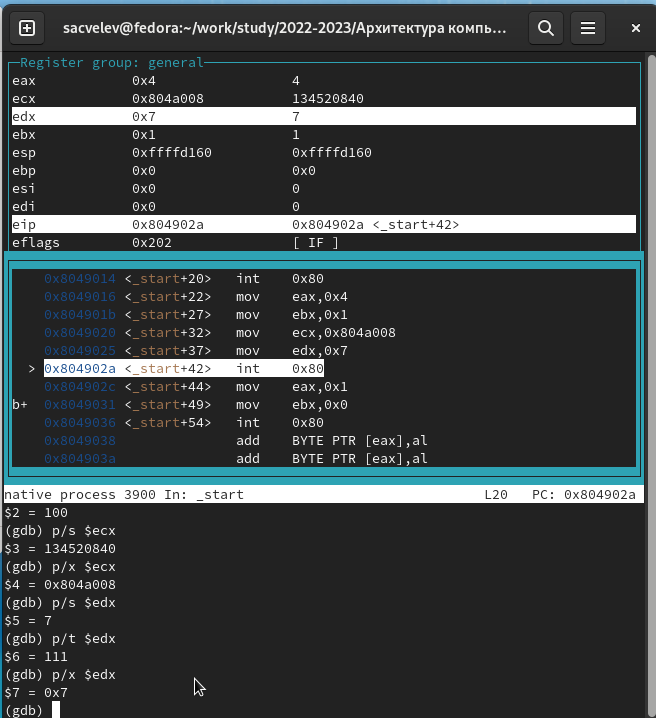 sacvelev@fedora:~/work/study/2022-2023/Архитектура компь...
Register group: general
eax 0x4 4
ecx 0x804a008 134520840
edx 0x7 7
ebx 0x1 1
esp 0xffffd160 0xffffd160
ebp 0x0 0x0
esi 0x0 0
edi 0x0 0
eip 0x804902a 0x804902a <_start+42>
eflags 0x202 [ IF ]
0x8049014 <_start+20> int 0x80
0x8049016 <_start+22> mov eax,0x4
0x804901b <_start+27> mov ebx,0x1
0x8049020 <_start+32> mov ecx,0x804a008
0x8049025 <_start+37> mov edx,0x7
> 0x804902a <_start+42> int 0x80
0x804902c <_start+44> mov eax,0x1
b+ 0x8049031 <_start+49> mov ebx,0x0
0x8049036 <_start+54> int 0x80
0x8049038 add BYTE PTR [eax],al
0x804903a add BYTE PTR [eax],al
native process 3900 In: _start L20 PC: 0x804902a
$2 = 100
(gdb) p/s $ecx
$3 = 134520840
(gdb) p/x $ecx
$4 = 0x804a008
(gdb) p/s $edx
$5 = 7
(gdb) p/t $edx
$6 = 111
(gdb) p/x $edx
$7 = 0x7
(gdb)